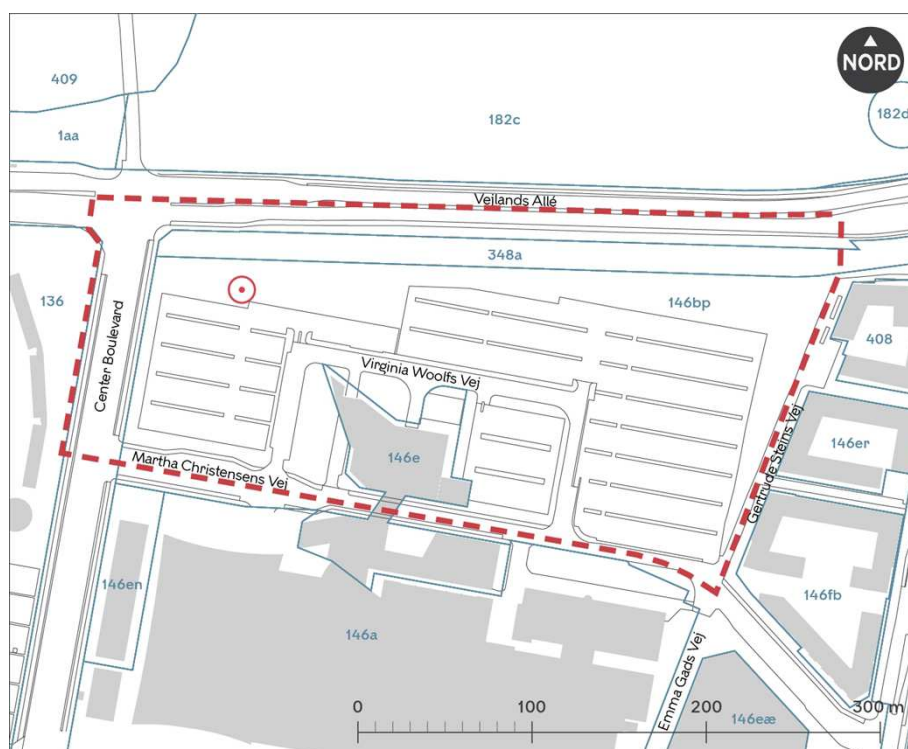 NORD
409
182c
182d
1aa
Vejlands Allé
348a
136
146bp
Center Boulevard
408
Virginia Woolfs Vej
146er
Gertrude Steins Vej
146e
Martha Christensens Vej
146en
146fb
146a
Emma Gads Vej
0
100
200
300 m
146eæ